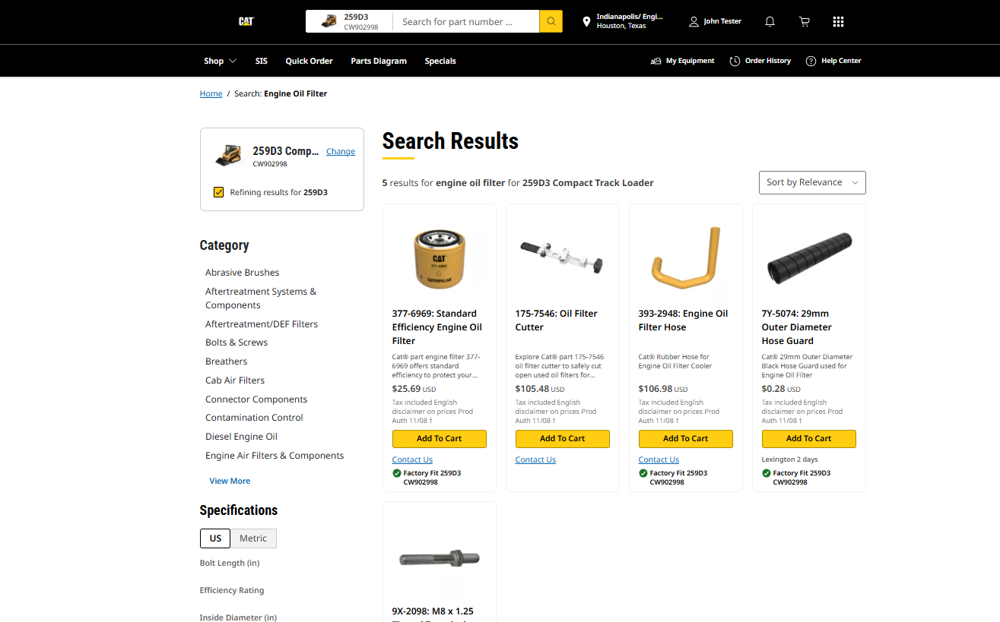 CAT
259D3
CW902998
Search for part number ...
Indianapolis/ Engi...
Houston, Texas
John Tester
Shop
SIS
Quick Order
Parts Diagram
Specials
My Equipment
Order History
Help Center
Home / Search: Engine Oil Filter
259D3 Comp...
Change
CW902998
Refining results for 259D3
Category
Abrasive Brushes
Aftertreatment Systems &
Components
Aftertreatment/DEF Filters
Bolts & Screws
Breathers
Cab Air Filters
Connector Components
Contamination Control
Diesel Engine Oil
Engine Air Filters & Components
View More
Specifications
US
Metric
Bolt Length (in)
Efficiency Rating
Inside Diameter (in)
Search Results
5 results for engine oil filter for 259D3 Compact Track Loader
Sort by Relevance
CAT
377-6969
CATERPILLAR
377-6969: Standard
Efficiency Engine Oil
Filter
Cat® part engine filter 377-
6969 offers standard
efficiency to protect your...
$25.69 USD
Tax included English
disclaimer on prices Prod
Auth 11/08 †
Add To Cart
Contact Us
Factory Fit 259D3
CW902998
175-7546: Oil Filter
Cutter
Explore Cat® part 175-7546
oil filter cutter to safely cut
open used oil filters for...
$105.48 USD
Tax included English
disclaimer on prices Prod
Auth 11/08 †
Add To Cart
Contact Us
393-2948: Engine Oil
Filter Hose
Cat® Rubber Hose for
Engine Oil Filter Cooler
$106.98 USD
Tax included English
disclaimer on prices Prod
Auth 11/08 †
Add To Cart
Contact Us
Factory Fit 259D3
CW902998
7Y-5074: 29mm
Outer Diameter
Hose Guard
Cat® 29mm Outer Diameter
Black Hose Guard used for
Engine Oil Filter
$0.28 USD
Tax included English
disclaimer on prices Prod
Auth 11/08 †
Add To Cart
Lexington 2 days
Factory Fit 259D3
CW902998
9X-2098: M8 x 1.25